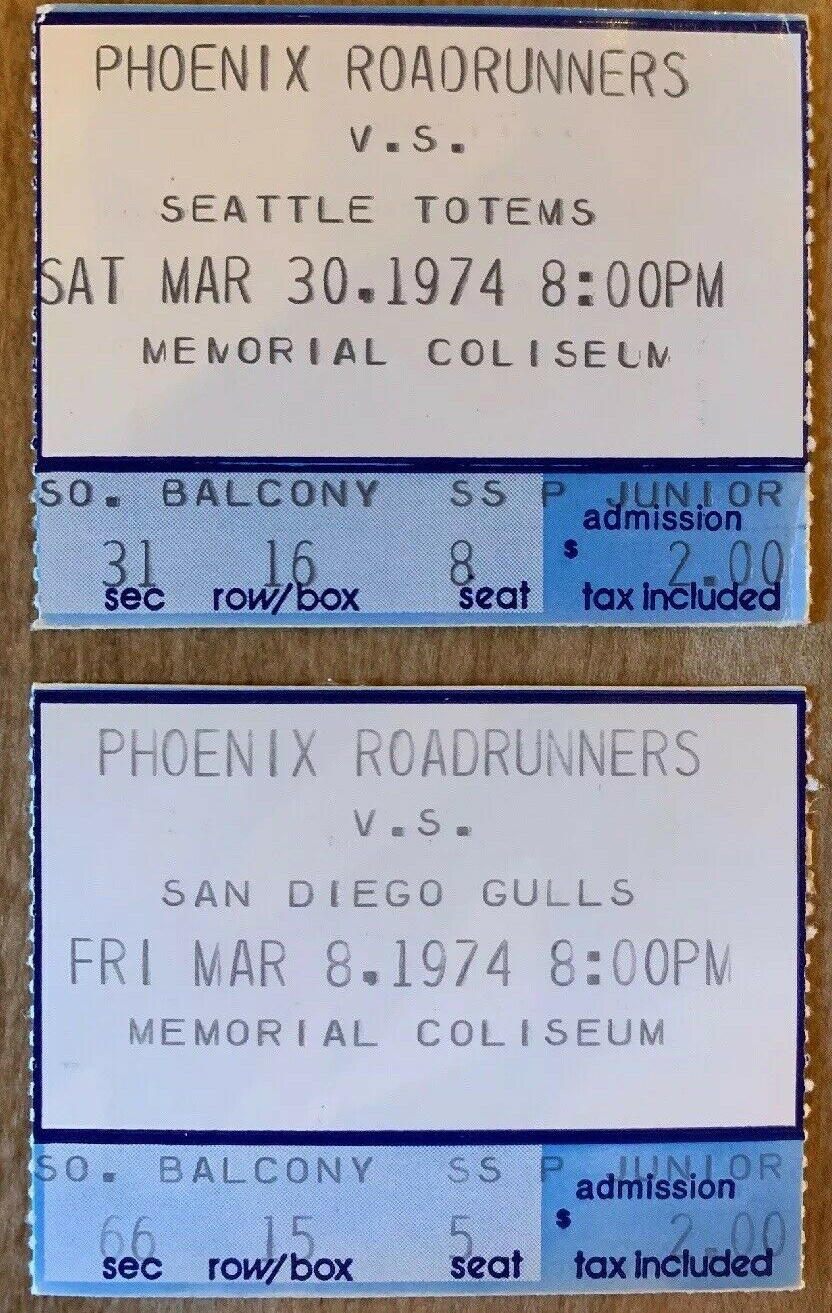 PHOENIX ROADRUNNERS
V.S.
SEATTLE TOTEMS
SAT MAR 30.1974 8:00PM
MEMORIAL COLISEUM
SO. BALCONY SS P JUNIOR
admission
31 16 8 $ 2.00
sec row/box seat tax included
PHOENIX ROADRUNNERS
V.S.
SAN DIEGO GULLS
FRI MAR 8.1974 8:00PM
MEMORIAL COLISEUM
SO. BALCONY SS P JUNIOR
admission
66 15 5 $ 2.00
sec row/box seat tax included